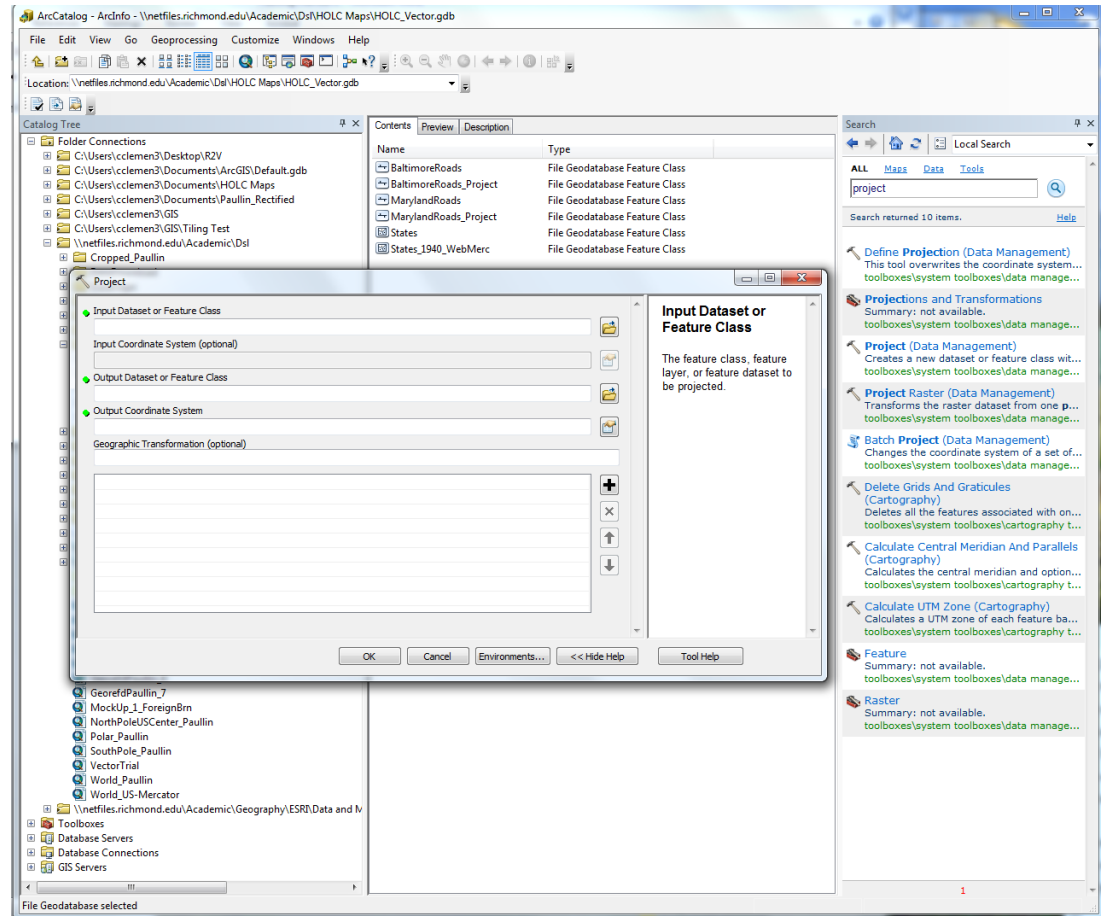 ArcCatalog - ArcInfo - \\netfiles.richmond.edu\Academic\Dsl\HOLC Maps\HOLC_Vector.gdb
File Edit View Go Geoprocessing Customize Windows Help
Location: \\netfiles.richmond.edu\Academic\Dsl\HOLC Maps\HOLC_Vector.gdb
Catalog Tree
Folder Connections
C:\Users\cclemen3\Desktop\R2V
C:\Users\cclemen3\Documents\ArcGIS\Default.gdb
C:\Users\cclemen3\Documents\HOLC Maps
C:\Users\cclemen3\Documents\Paullin_Rectified
C:\Users\cclemen3\GIS
C:\Users\cclemen3\GIS\Tiling Test
\\netfiles.richmond.edu\Academic\Dsl
Cropped_Paullin
Contents Preview Description
Name Type
BaltimoreRoads File Geodatabase Feature Class
BaltimoreRoads_Project File Geodatabase Feature Class
MarylandRoads File Geodatabase Feature Class
MarylandRoads_Project File Geodatabase Feature Class
States File Geodatabase Feature Class
States_1940_WebMerc File Geodatabase Feature Class
Project
Input Dataset or Feature Class
Input Coordinate System (optional)
Output Dataset or Feature Class
Output Coordinate System
Geographic Transformation (optional)
Input Dataset or
Feature Class
The feature class, feature
layer, or feature dataset to
be projected.
OK Cancel Environments... << Hide Help Tool Help
GeorefdPaullin_7
MockUp_1_ForeignBrn
NorthPoleUSCenter_Paullin
Polar_Paullin
SouthPole_Paullin
VectorTrial
World_Paullin
World_US-Mercator
\\netfiles.richmond.edu\Academic\Geography\ESRI\Data and M
Toolboxes
Database Servers
Database Connections
GIS Servers
Search
Local Search
ALL Maps Data Tools
project
Search returned 10 items. Help
Define Projection (Data Management)
This tool overwrites the coordinate system...
toolboxes\system toolboxes\data manage...
Projections and Transformations
Summary: not available.
toolboxes\system toolboxes\data manage...
Project (Data Management)
Creates a new dataset or feature class wit...
toolboxes\system toolboxes\data manage...
Project Raster (Data Management)
Transforms the raster dataset from one p...
toolboxes\system toolboxes\data manage...
Batch Project (Data Management)
Changes the coordinate system of a set of...
toolboxes\system toolboxes\data manage...
Delete Grids And Graticules
(Cartography)
Deletes all the features associated with on...
toolboxes\system toolboxes\cartography t...
Calculate Central Meridian And Parallels
(Cartography)
Calculates the central meridian and option...
toolboxes\system toolboxes\cartography t...
Calculate UTM Zone (Cartography)
Calculates a UTM zone of each feature ba...
toolboxes\system toolboxes\cartography t...
Feature
Summary: not available.
toolboxes\system toolboxes\data manage...
Raster
Summary: not available.
toolboxes\system toolboxes\data manage...
1
File Geodatabase selected